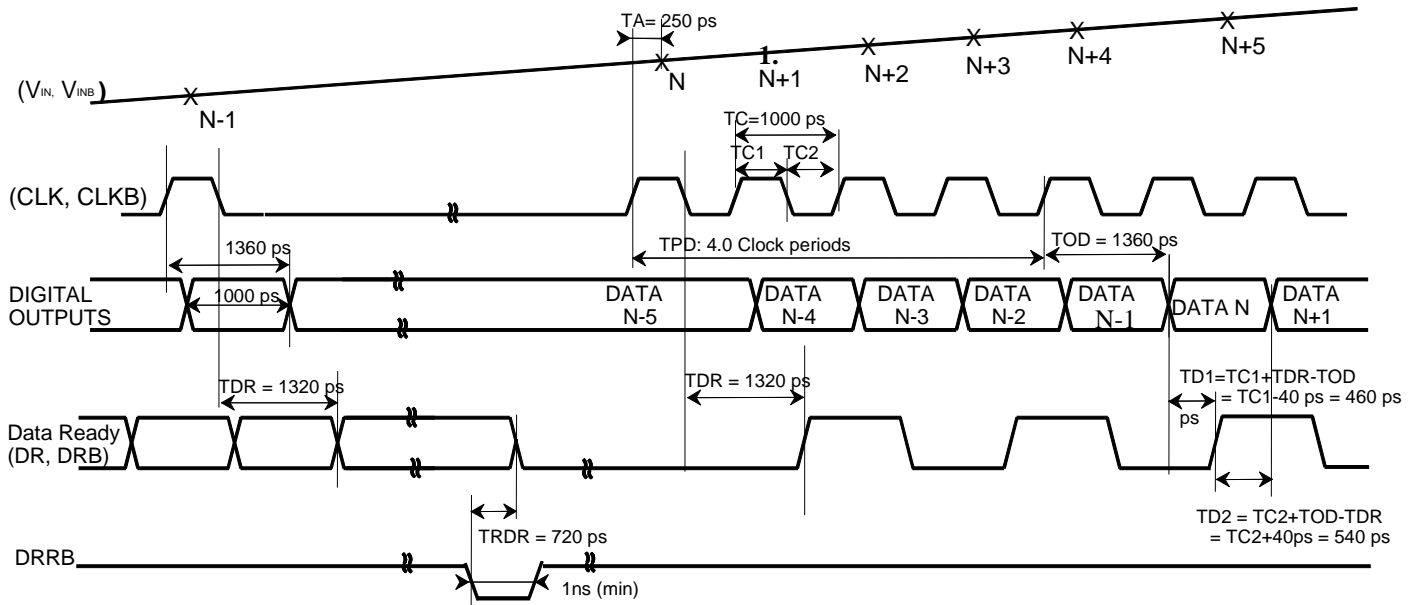 TA= 250 ps
1.
N-1
N
N+1
N+2
N+3
N+4
N+5
(VIN, VINB)
TC=1000 ps
TC1 TC2
(CLK, CLKB)
1360 ps
TPD: 4.0 Clock periods
TOD = 1360 ps
1000 ps
DIGITAL
OUTPUTS
DATA
N-5
DATA
N-4
DATA
N-3
DATA
N-2
DATA
N-1
DATA N
DATA
N+1
TDR = 1320 ps
TDR = 1320 ps
TD1=TC1+TDR-TOD
= TC1-40 ps = 460 ps
ps
Data Ready
(DR, DRB)
TRDR = 720 ps
TD2 = TC2+TOD-TDR
= TC2+40ps = 540 ps
DRRB
1ns (min)